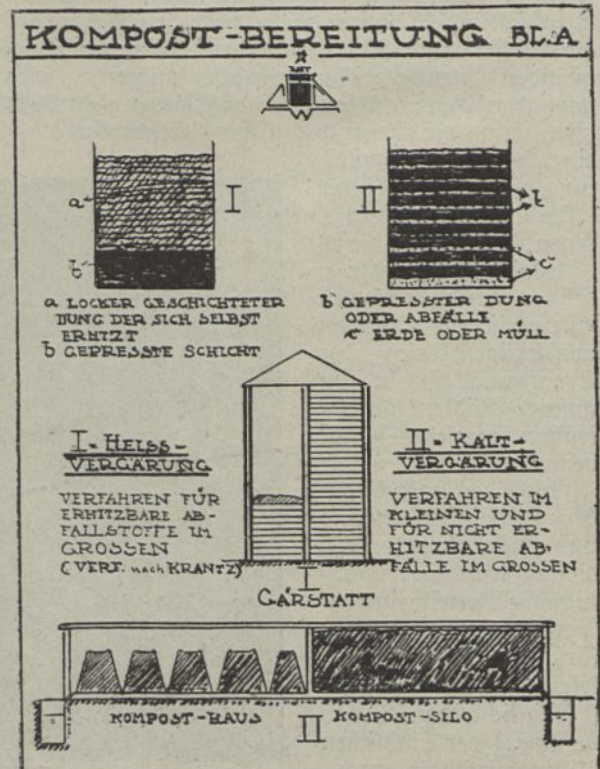 KOMPOST-BEREITUNG BL.A
I
II
a
b
b
c
a LOCKER GESCHICHTETER
DUNG DER SICH SELBST
ERHITZT
b GEPRESSTE SCHICHT
b GEPRESSTER DUNG
ODER ABFÄLLE
c ERDE ODER MÜLL
I-HEISS-
VERGÄRUNG
VERFAHREN FÜR
ERHITZBARE AB-
FALLSTOFFE IM
GROSSEN
(VERF. nach KRANTZ)
II-KALT-
VERGÄRUNG
VERFAHREN IM
KLEINEN UND
FÜR NICHT ER-
HITZBARE AB-
FÄLLE IM GROSSEN
I
GÄRSTATT
KOMPOST-HAUS II KOMPOST-SILO